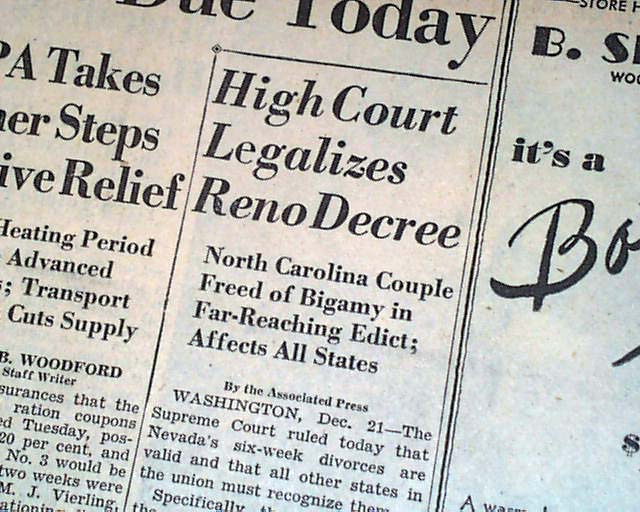 Due Today
PA Takes
Steps
Relief
Heating Period
Advanced
; Transport
Cuts Supply
B. WOODFORD
Staff Writer
surances that the
ration coupons
Tuesday, pos-
20 per cent, and
No. 3 would be
two weeks were
M. J. Vierling,
High Court
Legalizes
Reno Decree
North Carolina Couple
Freed of Bigamy in
Far-Reaching Edict;
Affects All States
By the Associated Press
WASHINGTON, Dec. 21—The
Supreme Court ruled today that
Nevada's six-week divorces are
valid and that all other states in
the union must recognize them.
Specifically,
STORE
B.
it's a
Bo
$
A warm